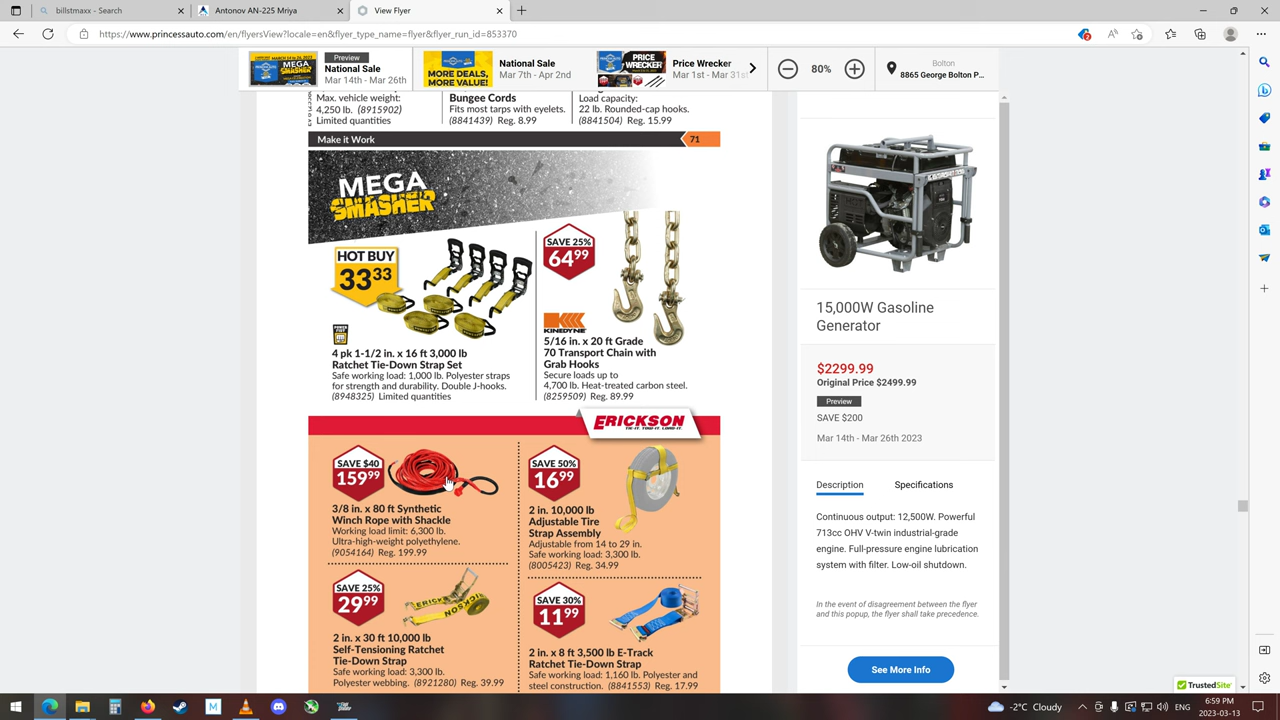 billstmaxx - Search
Antonov AN-225 Mriya
View Flyer
https://www.princessauto.com/en/flyersView?locale=en&flyer_type_name=flyer&flyer_run_id=853370
Preview
National Sale
Mar 14th - Mar 26th
MORE DEALS,
MORE VALUE!
National Sale
Mar 7th - Apr 2nd
PRICE
WRECKER
Price Wrecker
Mar 1st - Mar 31st
80%
Bolton
8865 George Bolton P...
Max. vehicle weight:
4,250 lb. (8915902)
Limited quantities
Bungee Cords
Fits most tarps with eyelets.
(8841439) Reg. 8.99
Load capacity:
22 lb. Rounded-cap hooks.
(8841504) Reg. 15.99
Make it Work
71
MEGA
SMASHER
HOT BUY
33 33
4 pk 1-1/2 in. x 16 ft 3,000 lb
Ratchet Tie-Down Strap Set
Safe working load: 1,000 lb. Polyester straps
for strength and durability. Double J-hooks.
(8948325) Limited quantities
SAVE 25%
64 99
KINEDYNE
5/16 in. x 20 ft Grade
70 Transport Chain with
Grab Hooks
Secure loads up to
4,700 lb. Heat-treated carbon steel.
(8259509) Reg. 89.99
ERICKSON
TIE-IT. TOW-IT. LOAD-IT.
SAVE $40
159 99
3/8 in. x 80 ft Synthetic
Winch Rope with Shackle
Working load limit: 6,300 lb.
Ultra-high-weight polyethylene.
(9054164) Reg. 199.99
SAVE 50%
16 99
2 in. 10,000 lb
Adjustable Tire
Strap Assembly
Adjustable from 14 to 29 in.
Safe working load: 3,300 lb.
(8005423) Reg. 34.99
SAVE 25%
29 99
2 in. x 30 ft 10,000 lb
Self-Tensioning Ratchet
Tie-Down Strap
Safe working load: 3,300 lb.
Polyester webbing. (8921280) Reg. 39.99
SAVE 30%
11 99
2 in. x 8 ft 3,500 lb E-Track
Ratchet Tie-Down Strap
Safe working load: 1,160 lb. Polyester and
steel construction. (8841553) Reg. 17.99
15,000W Gasoline
Generator
$2299.99
Original Price $2499.99
Preview
SAVE $200
Mar 14th - Mar 26th 2023
Description
Specifications
Continuous output: 12,500W. Powerful
713cc OHV V-twin industrial-grade
engine. Full-pressure engine lubrication
system with filter. Low-oil shutdown.
In the event of disagreement between the flyer
and this popup, the flyer shall take precedence.
See More Info
TrustedSite
-2°C Cloudy
ENG
6:59 PM
2023-03-13